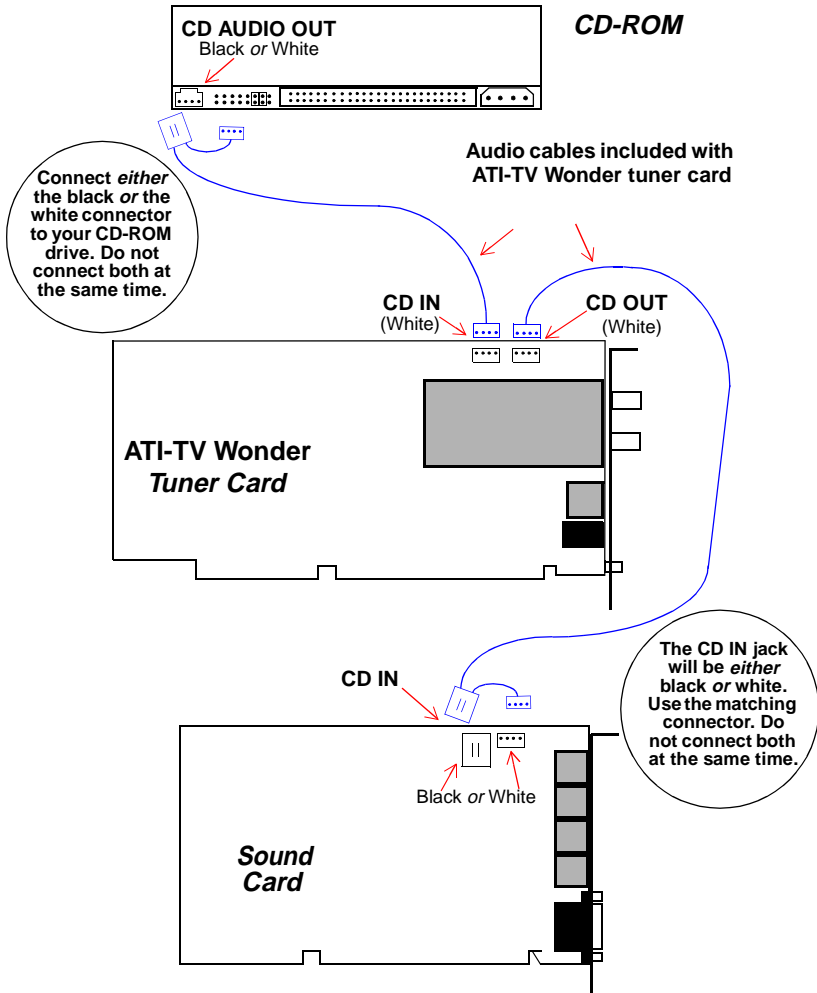 CD-ROM
CD AUDIO OUT
Black or White
Connect either
the black or the
white connector
to your CD-ROM
drive. Do not
connect both at
the same time.
Audio cables included with
ATI-TV Wonder tuner card
CD IN
(White)
CD OUT
(White)
ATI-TV Wonder
Tuner Card
The CD IN jack
will be either
black or white.
Use the matching
connector. Do
not connect both
at the same time.
CD IN
Black or White
Sound
Card